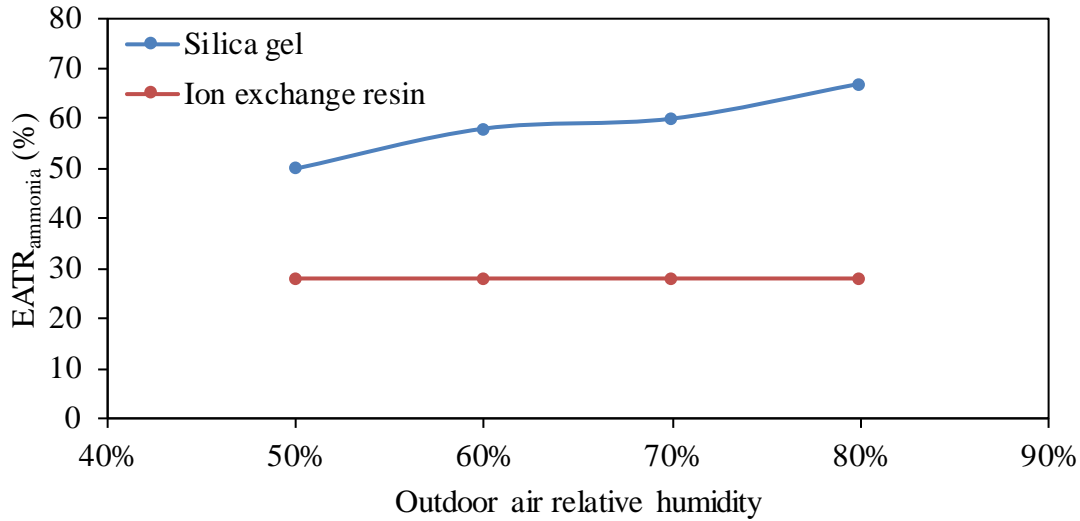 80
70
60
50
40
30
20
10
0
EATRammonia (%)
Silica gel
Ion exchange resin
40% 50% 60% 70% 80% 90%
Outdoor air relative humidity